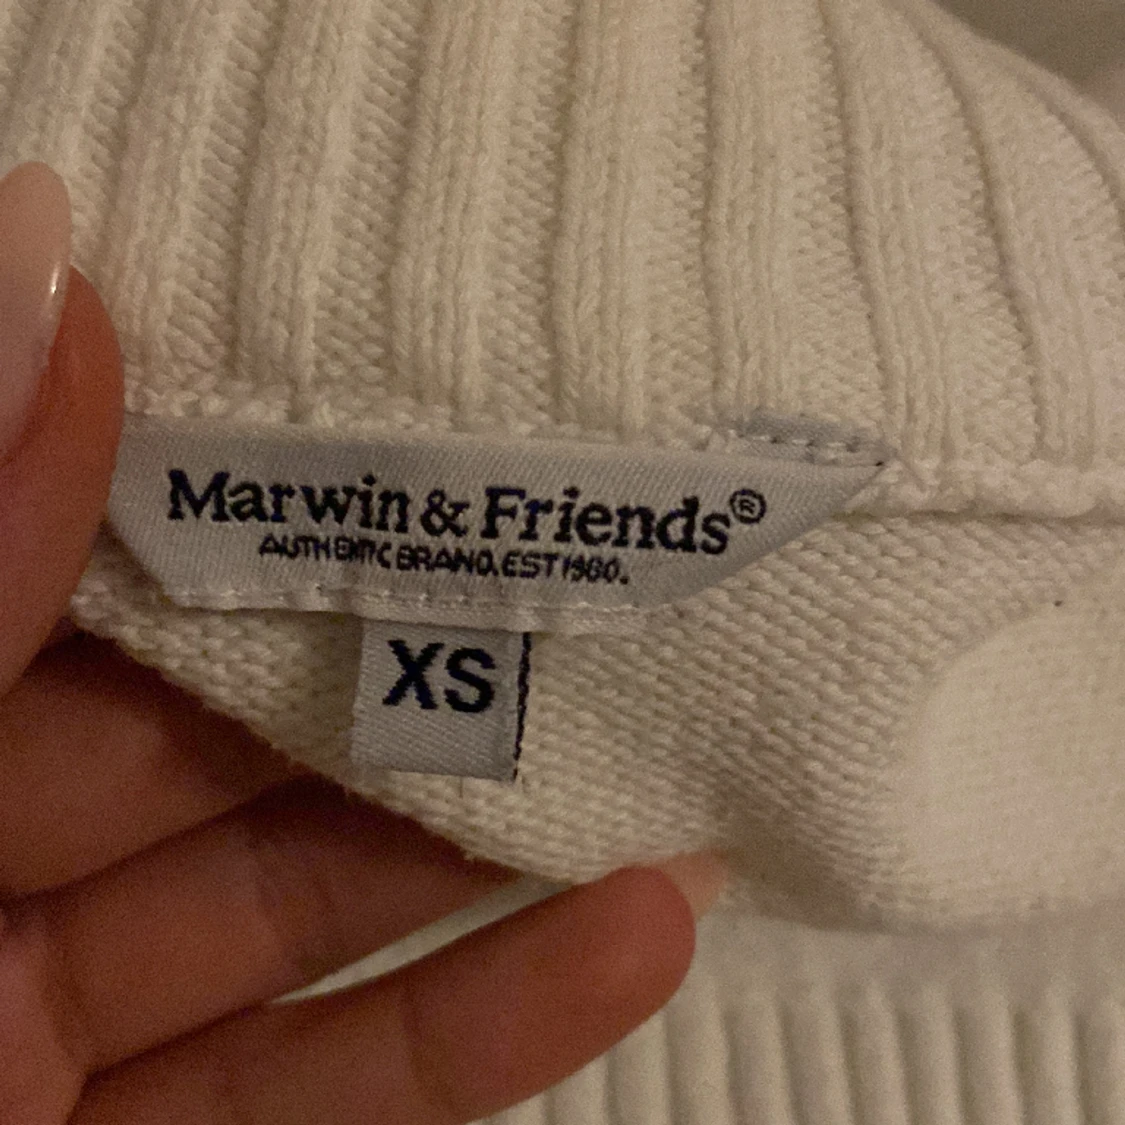 Marwin & Friends®
AUTHENTIC BRAND. EST 1980.
XS